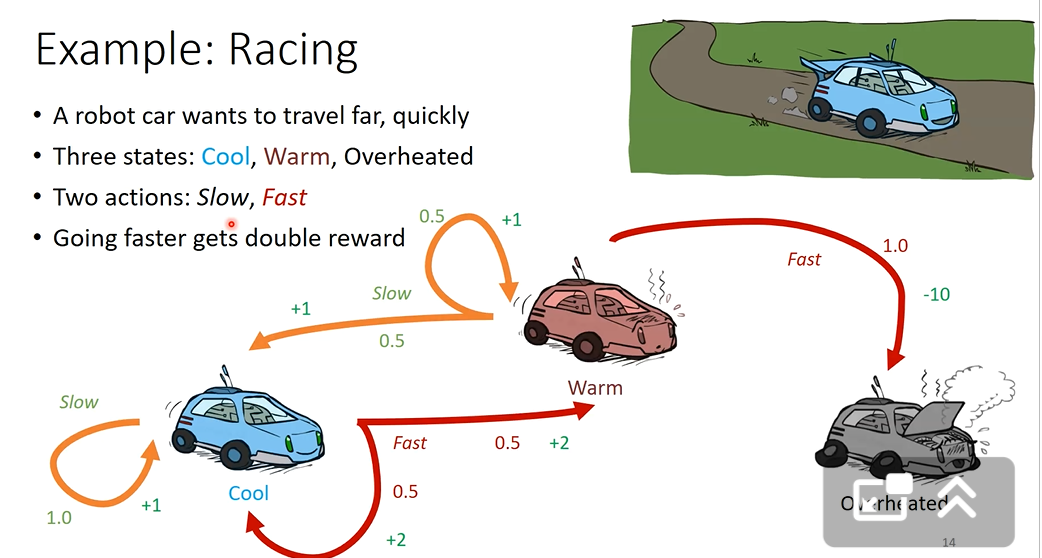 Example: Racing
• A robot car wants to travel far, quickly
• Three states: Cool, Warm, Overheated
• Two actions: Slow, Fast
• Going faster gets double reward
0.5
+1
Fast
1.0
-10
Slow
+1
0.5
Warm
Slow
Fast
0.5
+2
Cool
0.5
+1
1.0
+2
Overheated
14